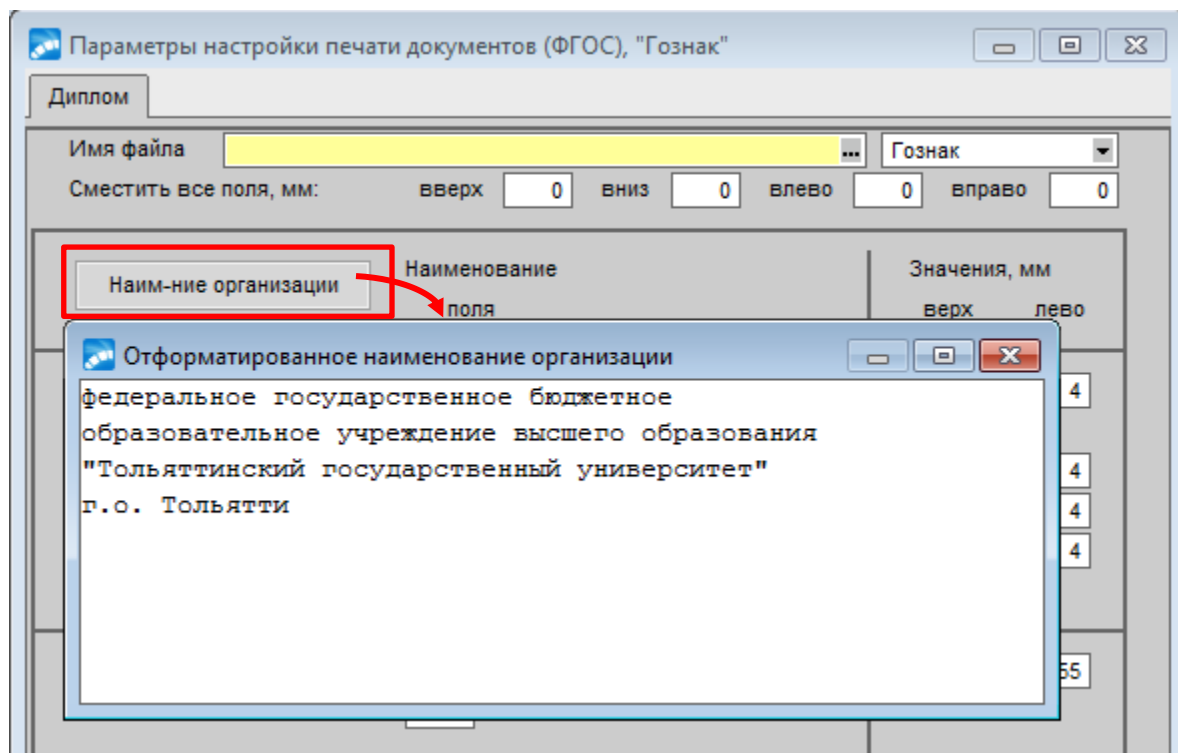 Параметры настройки печати документов (ФГОС), "Гознак"
Диплом
Имя файла ... Гознак
Сместить все поля, мм: вверх 0 вниз 0 влево 0 вправо 0
Наим-ние организации
Наименование
поля
Значения, мм
верх лево
Отформатированное наименование организации
федеральное государственное бюджетное
образовательное учреждение высшего образования
"Тольяттинский государственный университет"
г.о. Тольятти
4
4
4
4